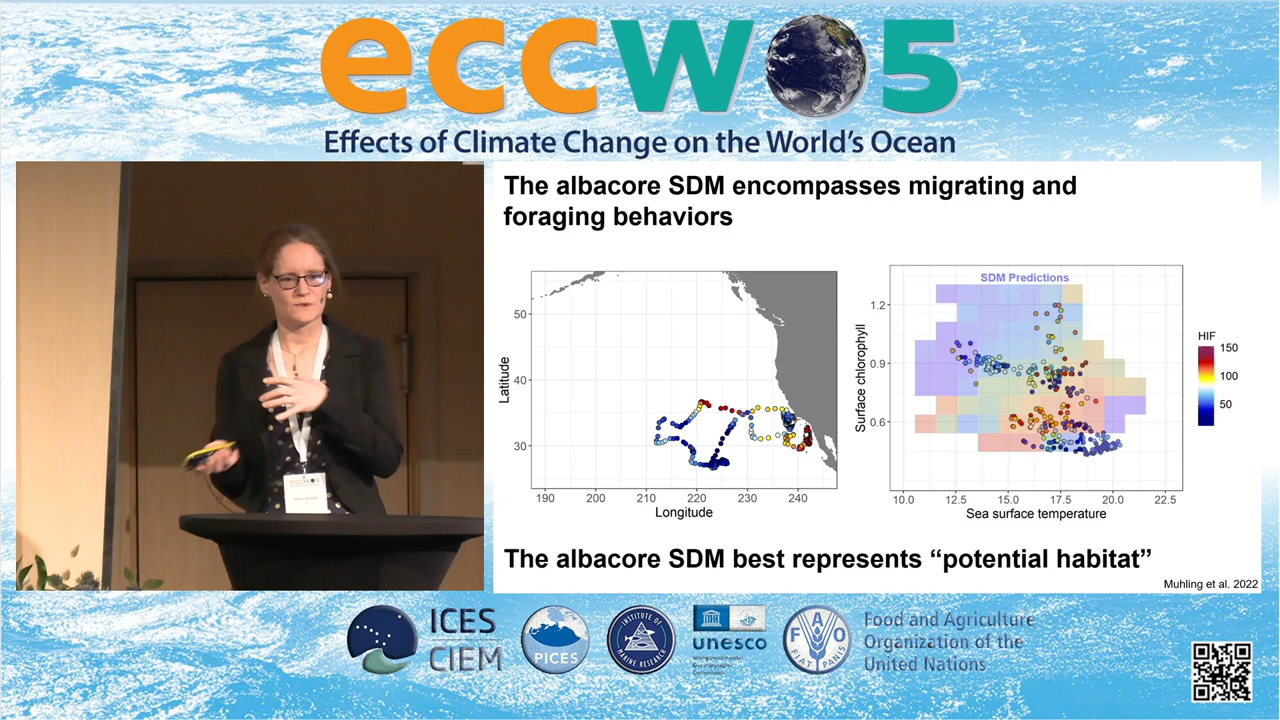 eccwo5
Effects of Climate Change on the World's Ocean
The albacore SDM encompasses migrating and
foraging behaviors
Latitude
50
40
30
190 200 210 220 230 240
Longitude
SDM Predictions
Surface chlorophyll
1.2
0.9
0.6
10.0 12.5 15.0 17.5 20.0 22.5
Sea surface temperature
HIF
150
100
50
The albacore SDM best represents “potential habitat”
Muhling et al. 2022
eccwo5
ICES
CIEM
PICES
INSTITUTE OF
MARINE RESEARCH
unesco
Intergovernmental
Oceanographic
Commission
FAO
FIAT PANIS
Food and Agriculture
Organization of the
United Nations